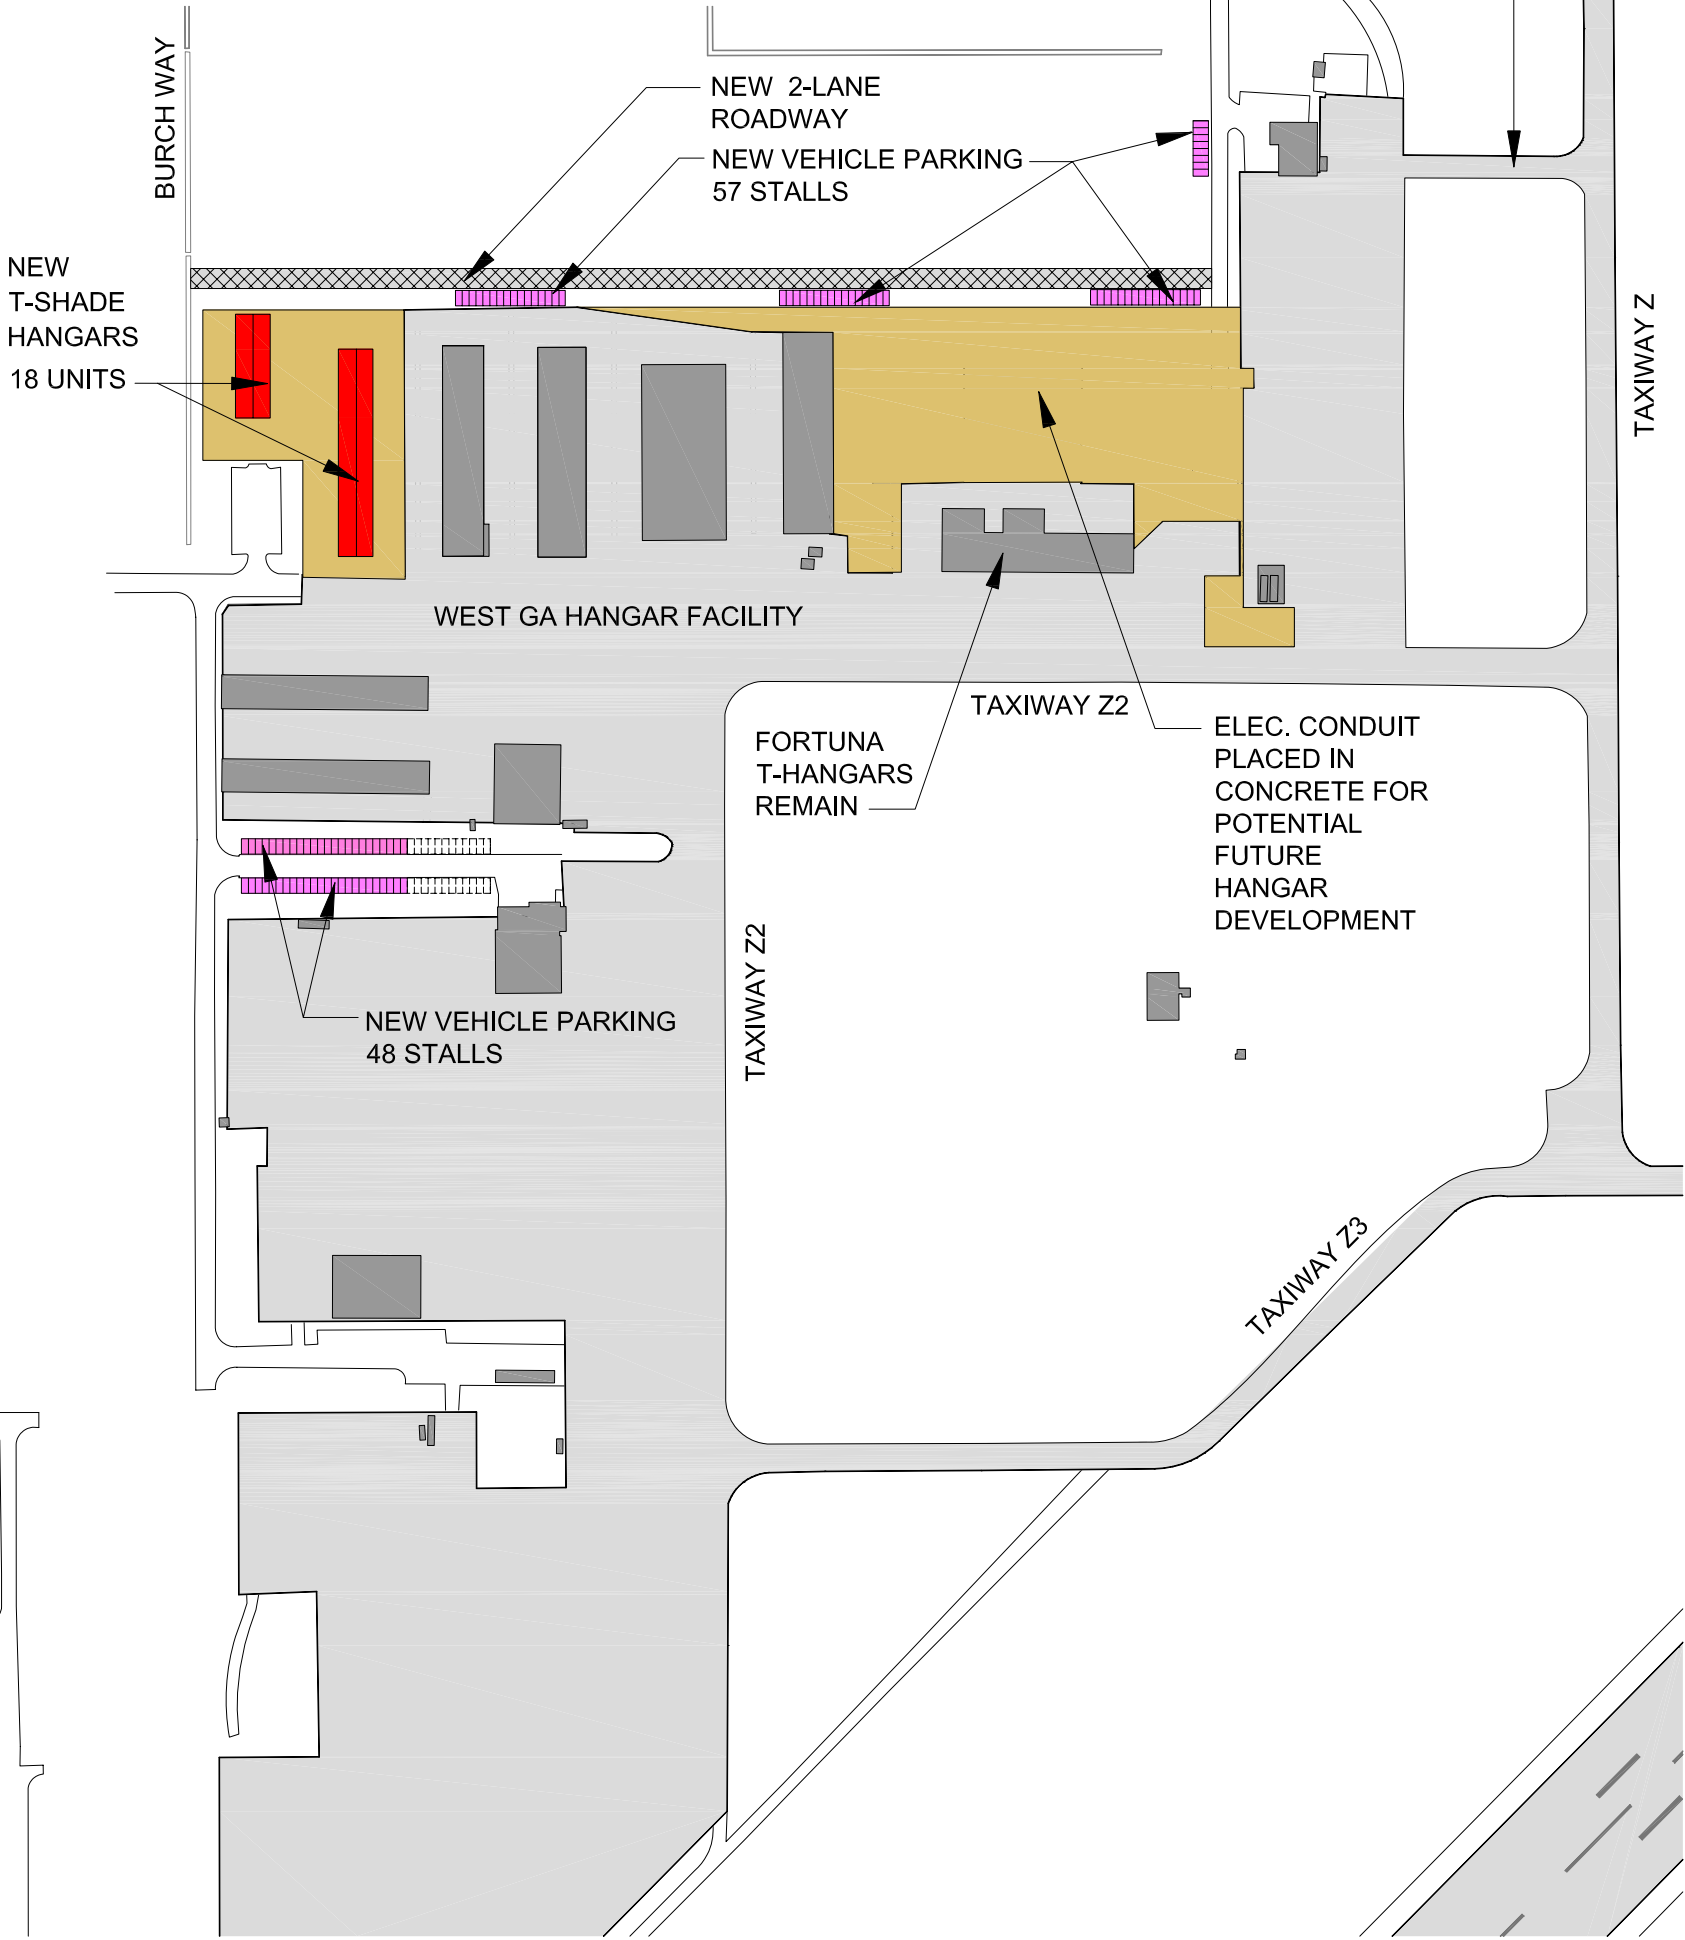 BURCH WAY
NEW 2-LANE
ROADWAY
NEW VEHICLE PARKING
57 STALLS
NEW
T-SHADE
HANGARS
18 UNITS
TAXIWAY Z
WEST GA HANGAR FACILITY
TAXIWAY Z2
FORTUNA
T-HANGARS
REMAIN
ELEC. CONDUIT
PLACED IN
CONCRETE FOR
POTENTIAL
FUTURE
HANGAR
DEVELOPMENT
TAXIWAY Z2
NEW VEHICLE PARKING
48 STALLS
TAXIWAY Z3